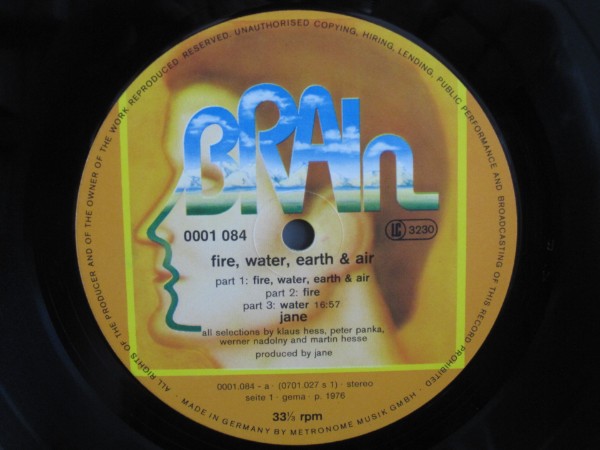 ALL RIGHTS OF THE PRODUCER AND OF THE OWNER OF THE WORK REPRODUCED RESERVED. UNAUTHORISED COPYING, HIRING, LENDING, PUBLIC PERFORMANCE AND BROADCASTING OF THIS RECORD PROHIBITED.
BRAIn
0001 084
LC 3230
fire, water, earth & air
part 1: fire, water, earth & air
part 2: fire
part 3: water 16:57
jane
all selections by klaus hess, peter panka,
werner nadolny and martin hesse
produced by jane
0001.084 - a · (0701.027 s 1) · stereo
seite 1 · gema · p. 1976
33⅓ rpm
· MADE IN GERMANY BY METRONOME MUSIK GMBH ·